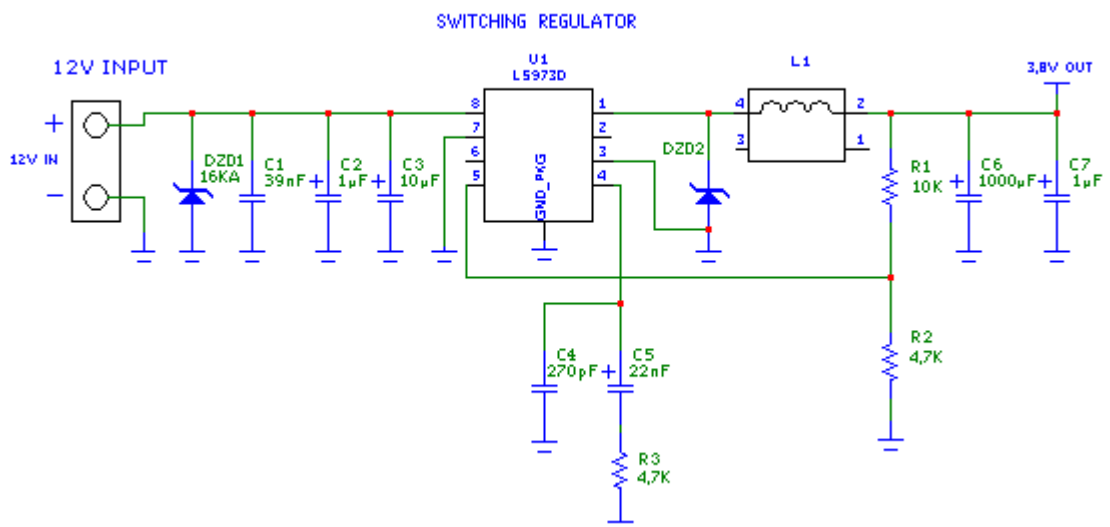 SWITCHING REGULATOR
12V INPUT
U1
L5973D
L1
3,8V OUT
8
7
6
5
1
2
3
4
GND_PKG
4
3
2
1
+
12V IN
-
DZD1
16KA
C1
39nF
+
C2
1µF
+
C3
10µF
DZD2
R1
10K
+
C6
1000µF
+
C7
1µF
C4
270pF
+
C5
22nF
R2
4,7K
R3
4,7K